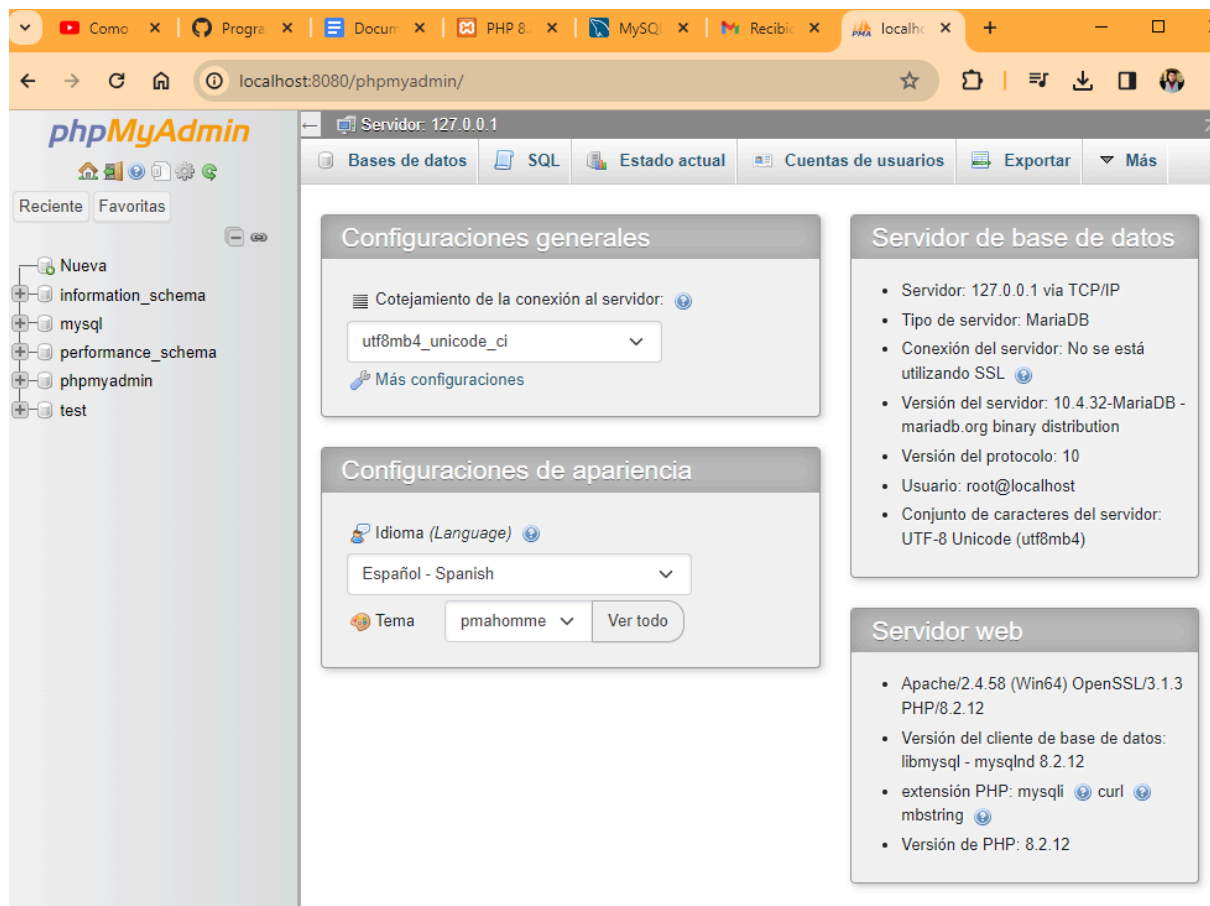 Como
Progra
Docum
PHP 8.
MySQL
Recibic
localhc
localhost:8080/phpmyadmin/
phpMyAdmin
Reciente Favoritas
Nueva
information_schema
mysql
performance_schema
phpmyadmin
test
Servidor: 127.0.0.1
Bases de datos SQL Estado actual Cuentas de usuarios Exportar Más
Configuraciones generales
Cotejamiento de la conexión al servidor:
utf8mb4_unicode_ci
Más configuraciones
Configuraciones de apariencia
Idioma (Language)
Español - Spanish
Tema pmahomme Ver todo
Servidor de base de datos
Servidor: 127.0.0.1 via TCP/IP
Tipo de servidor: MariaDB
Conexión del servidor: No se está
utilizando SSL
Versión del servidor: 10.4.32-MariaDB -
mariadb.org binary distribution
Versión del protocolo: 10
Usuario: root@localhost
Conjunto de caracteres del servidor:
UTF-8 Unicode (utf8mb4)
Servidor web
Apache/2.4.58 (Win64) OpenSSL/3.1.3
PHP/8.2.12
Versión del cliente de base de datos:
libmysql - mysqlnd 8.2.12
extensión PHP: mysqli curl
mbstring
Versión de PHP: 8.2.12